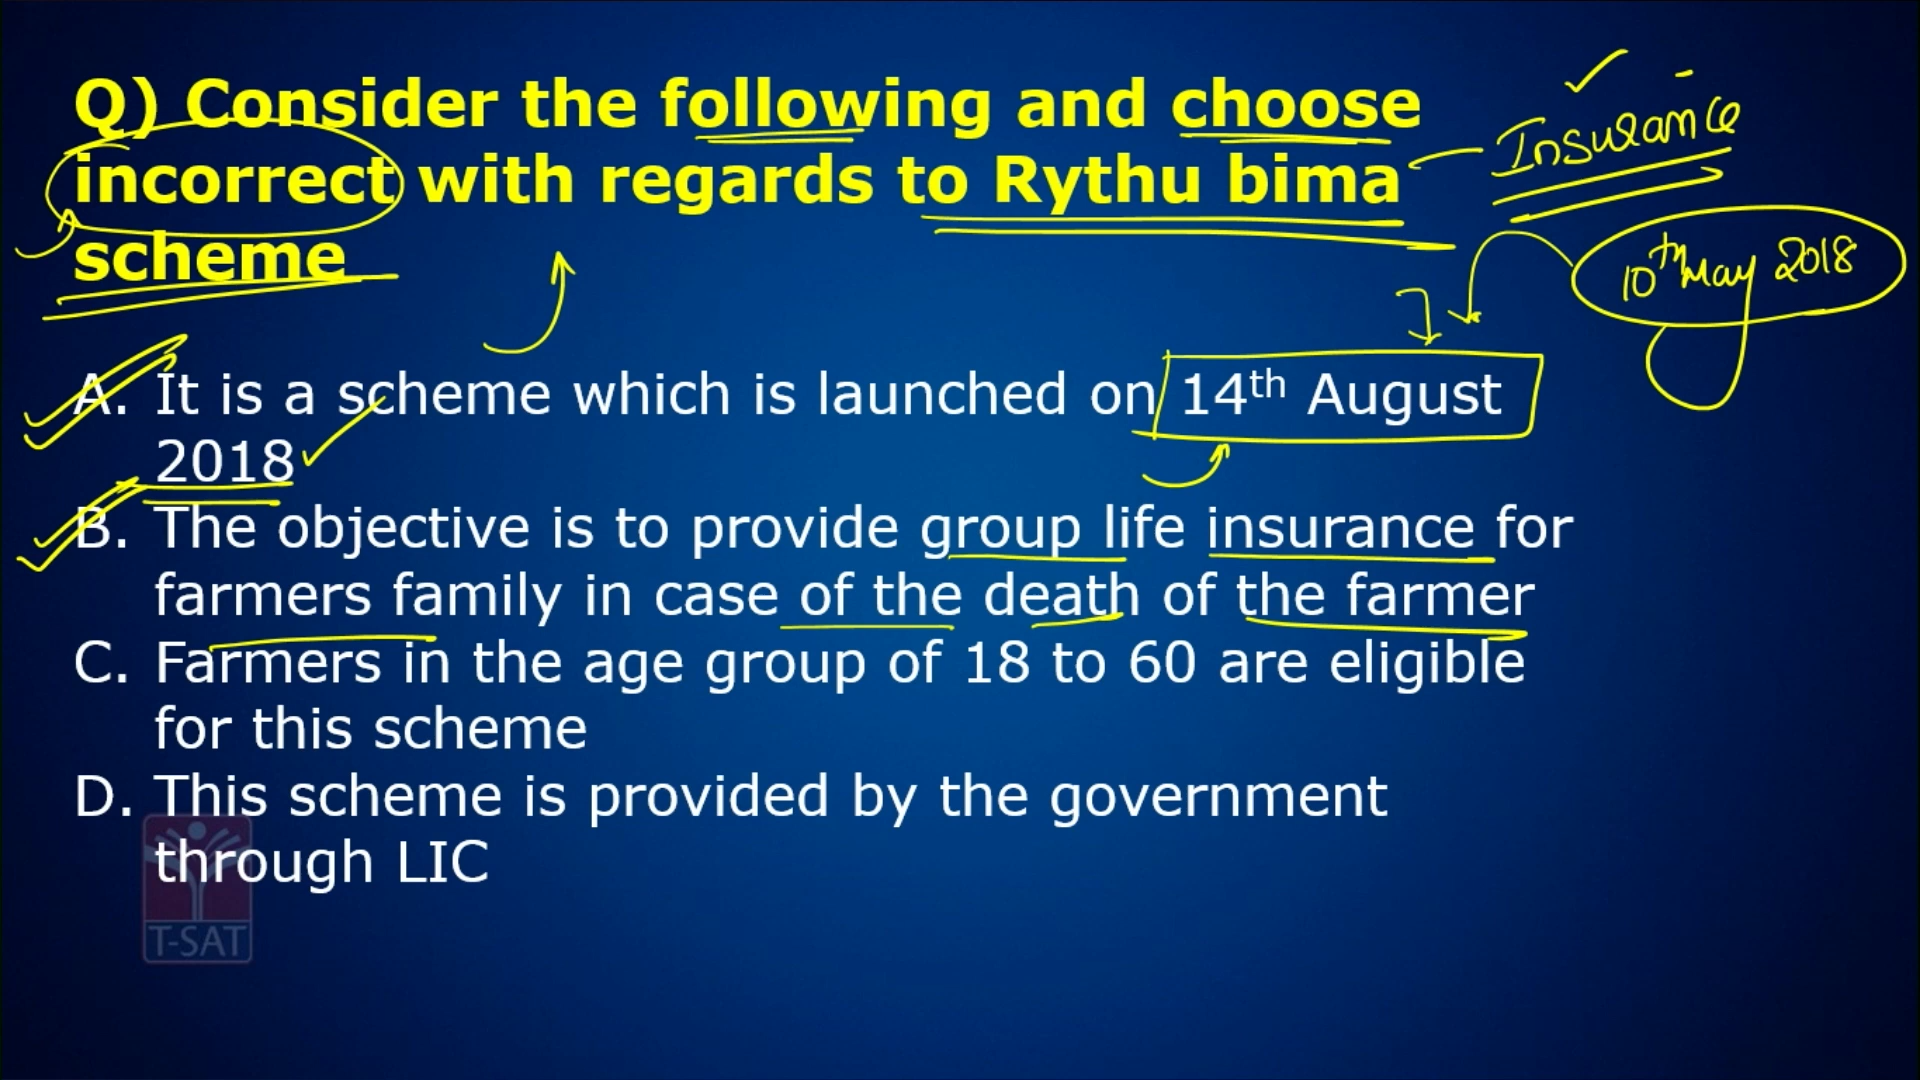 Q) Consider the following and choose
incorrect with regards to Rythu bima
scheme
Insurance
10th May 2018
A. It is a scheme which is launched on 14th August
2018
B. The objective is to provide group life insurance for
farmers family in case of the death of the farmer
C. Farmers in the age group of 18 to 60 are eligible
for this scheme
D. This scheme is provided by the government
through LIC
T-SAT